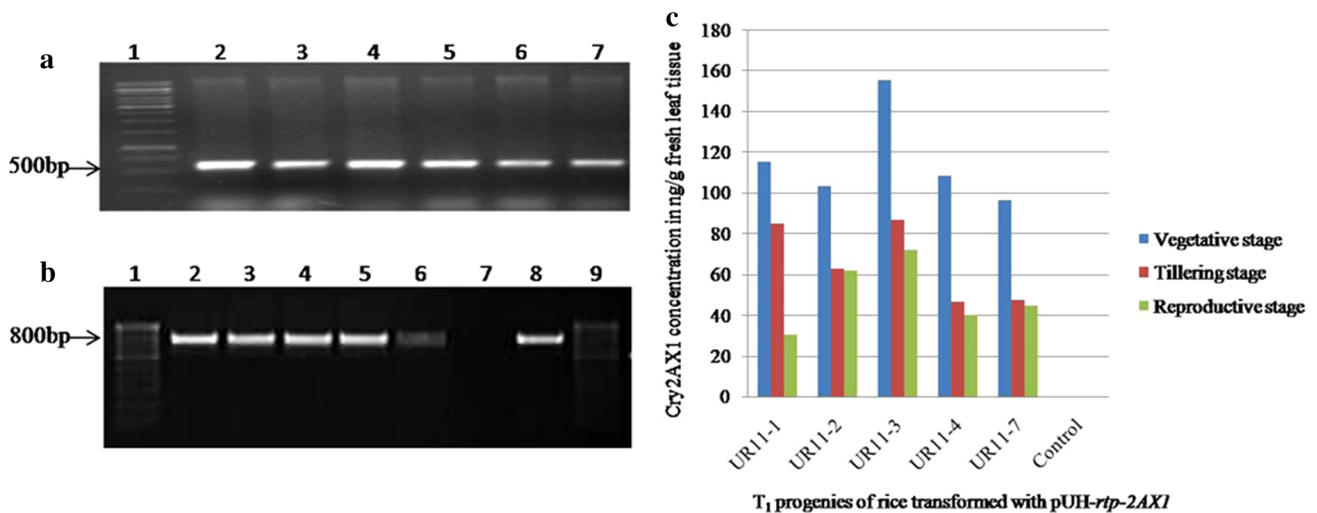 a
1 2 3 4 5 6 7
500bp
b
1 2 3 4 5 6 7 8 9
800bp
c
Cry2AX1 concentration in ng/g fresh leaf tissue
180
160
140
120
100
80
60
40
20
0
UR11-1
UR11-2
UR11-3
UR11-4
UR11-7
Control
Vegetative stage
Tillering stage
Reproductive stage
T₁ progenies of rice transformed with pUH-rtp-2AX1